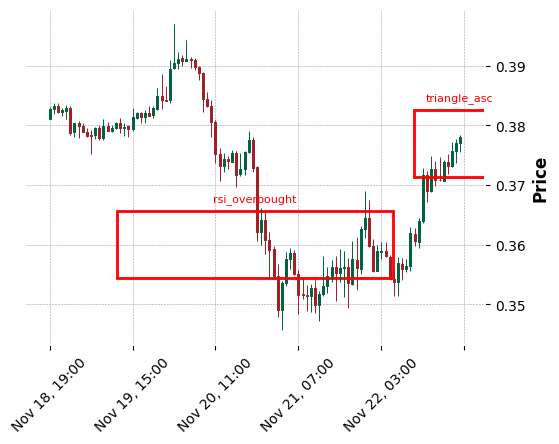 0.39
triangle_asc
0.38
0.37
Price
rsi_overbought
0.36
0.35
Nov 18, 19:00
Nov 19, 15:00
Nov 20, 11:00
Nov 21, 07:00
Nov 22, 03:00